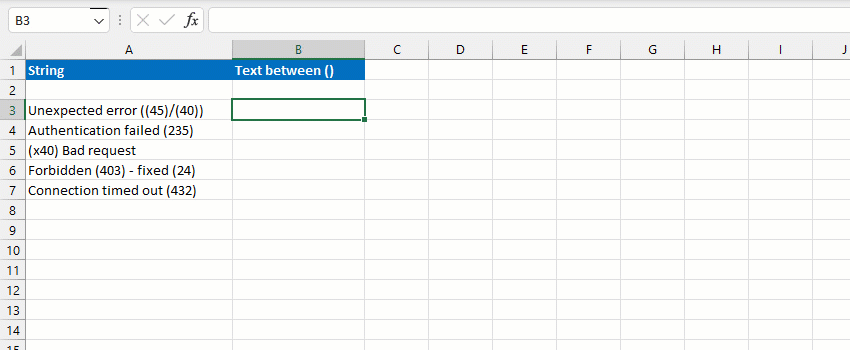 B3 fx
A B C D E F G H I J
1 String Text between ()
2
3 Unexpected error ((45)/(40))
4 Authentication failed (235)
5 (x40) Bad request
6 Forbidden (403) - fixed (24)
7 Connection timed out (432)
8
9
10
11
12
13
14
15